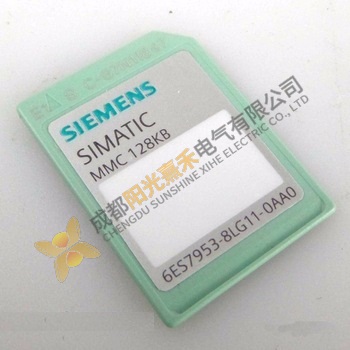 SIEMENS
SIMATIC
MMC 128KB
6ES7953-8LG11-0AA0
成都阳光嘉禾电气有限公司
CHENGDU SUNSHINE XIHE ELECTRIC CO.,LTD